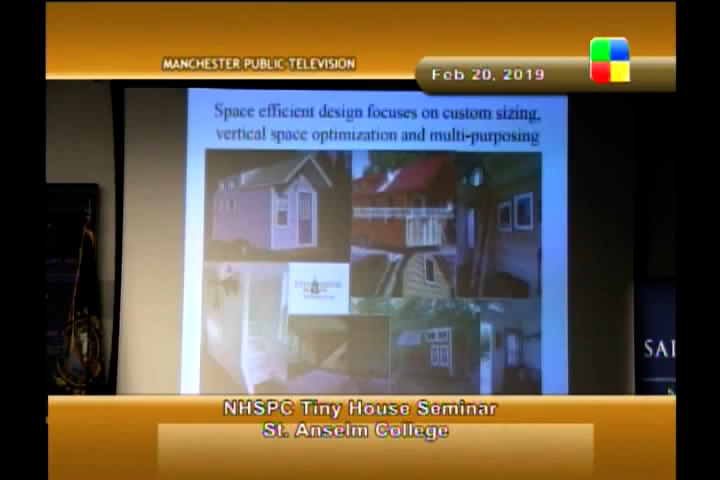 MANCHESTER PUBLIC TELEVISION
Feb 20, 2019
Space efficient design focuses on custom sizing,
vertical space optimization and multi-purposing
SAI
NHSPC Tiny House Seminar
St. Anselm College